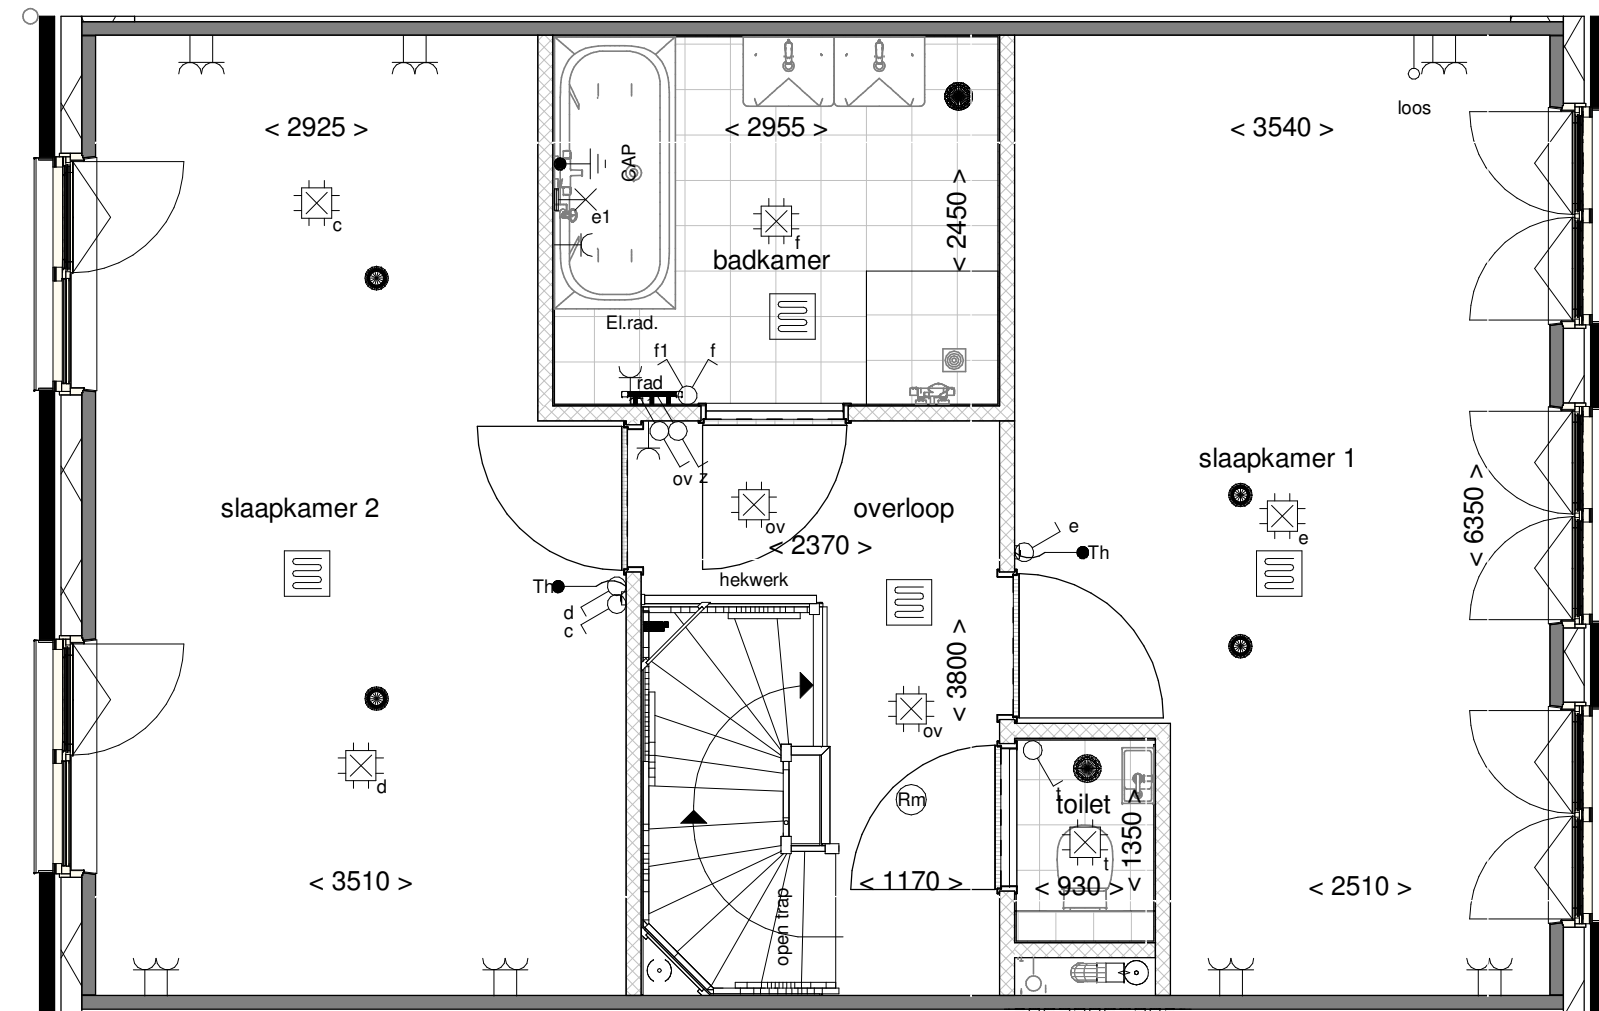 loos
< 2925 >
< 2955 >
< 3540 >
CAP
< 2450 >
e1
c
f
badkamer
El.rad.
f1
f
rad
slaapkamer 1
ov
z
slaapkamer 2
overloop
ov
< 2370 >
e
Th
e
< 6350 >
hekwerk
Th
d
c
< 3800 >
ov
d
Rm
t
toilet
< 1350 >
t
< 3510 >
< 1170 >
< 930 >
< 2510 >
open trap